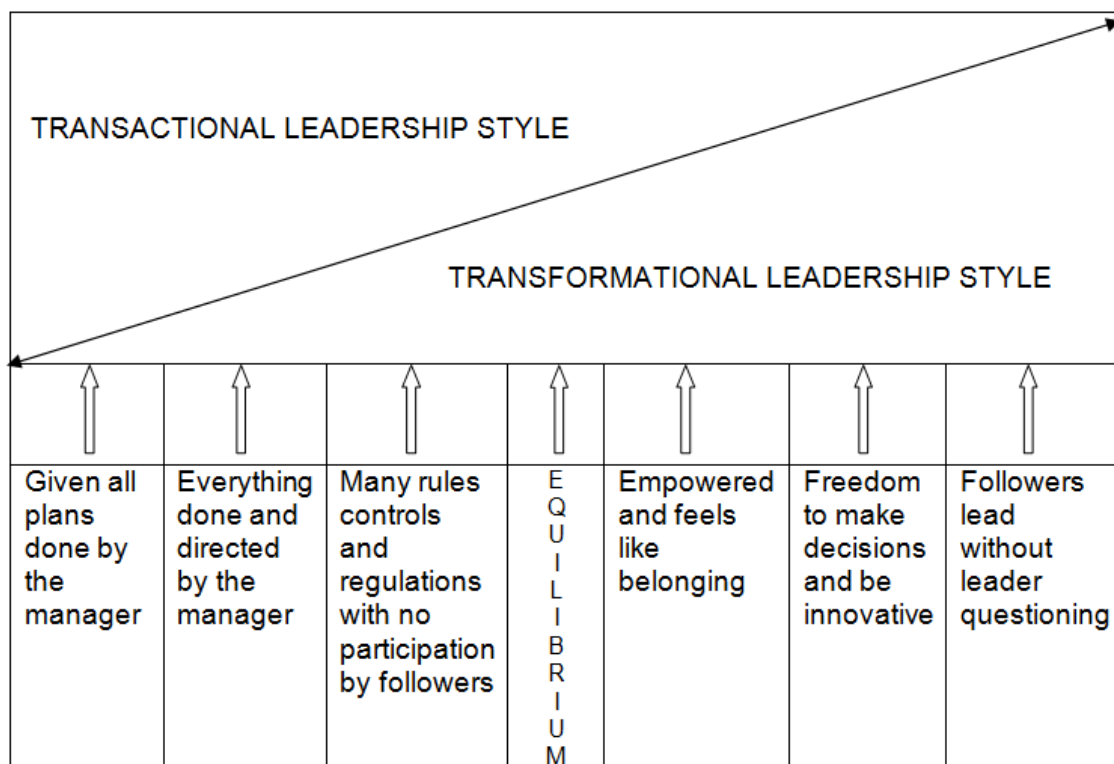 TRANSACTIONAL LEADERSHIP STYLE
TRANSFORMATIONAL LEADERSHIP STYLE
Given all
plans
done by
the
manager
Everything
done and
directed
by the
manager
Many rules
controls
and
regulations
with no
participation
by followers
E
Q
U
I
L
I
B
R
I
U
M
Empowered
and feels
like
belonging
Freedom
to make
decisions
and be
innovative
Followers
lead
without
leader
questioning